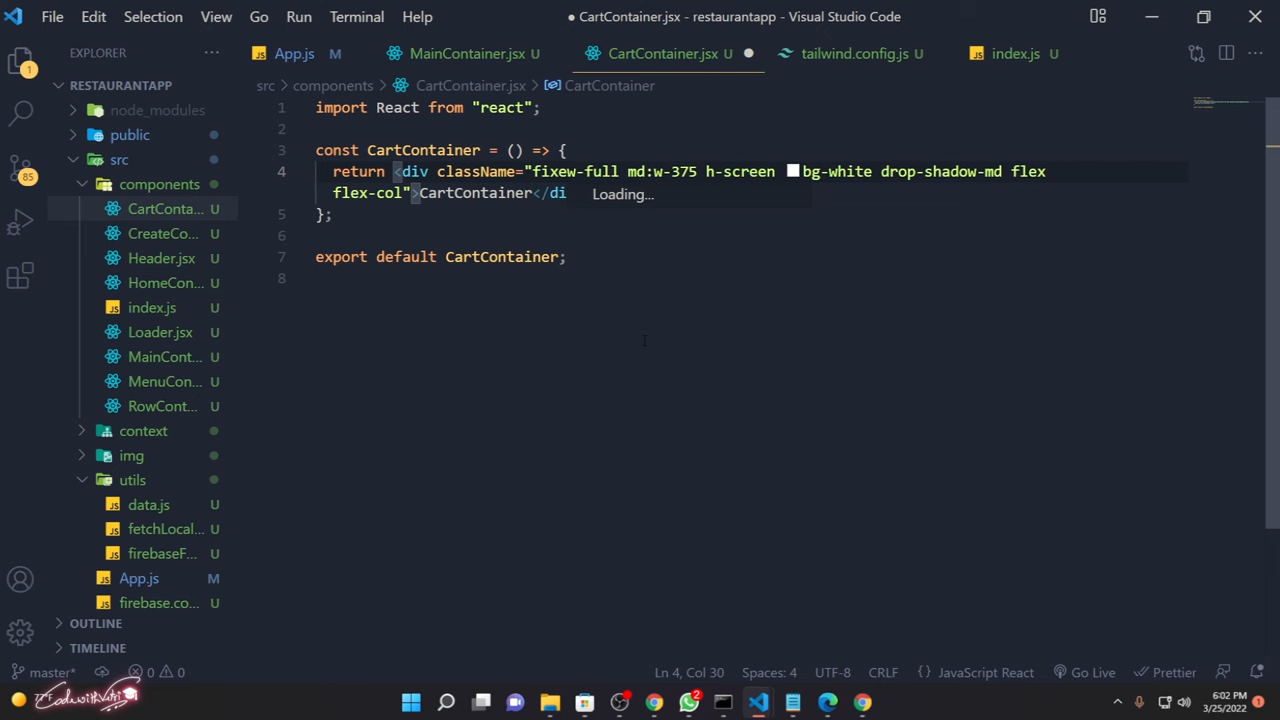 File Edit Selection View Go Run Terminal Help
● CartContainer.jsx - restaurantapp - Visual Studio Code
EXPLORER ...
App.js M
MainContainer.jsx U
CartContainer.jsx U ●
tailwind.config.js U
index.js U
RESTAURANTAPP
src > components > CartContainer.jsx > CartContainer
node_modules
public
src
components
CartConta... U
CreateCo... U
Header.jsx U
HomeCon... U
index.js U
Loader.jsx U
MainCont... U
MenuCon... U
RowCont... U
context
img
utils
data.js U
fetchLocal... U
firebaseF... U
App.js M
firebase.co... U
OUTLINE
TIMELINE
1
85
1 import React from "react";
2
3 const CartContainer = () => {
4 return <div className="fixew-full md:w-375 h-screen bg-white drop-shadow-md flex
flex-col">CartContainer</di
Loading...
5 };
6
7 export default CartContainer;
8
master* 0 0
Ln 4, Col 30 Spaces: 4 UTF-8 CRLF {} JavaScript React Go Live Prettier
2
6:02 PM
3/25/2022
1